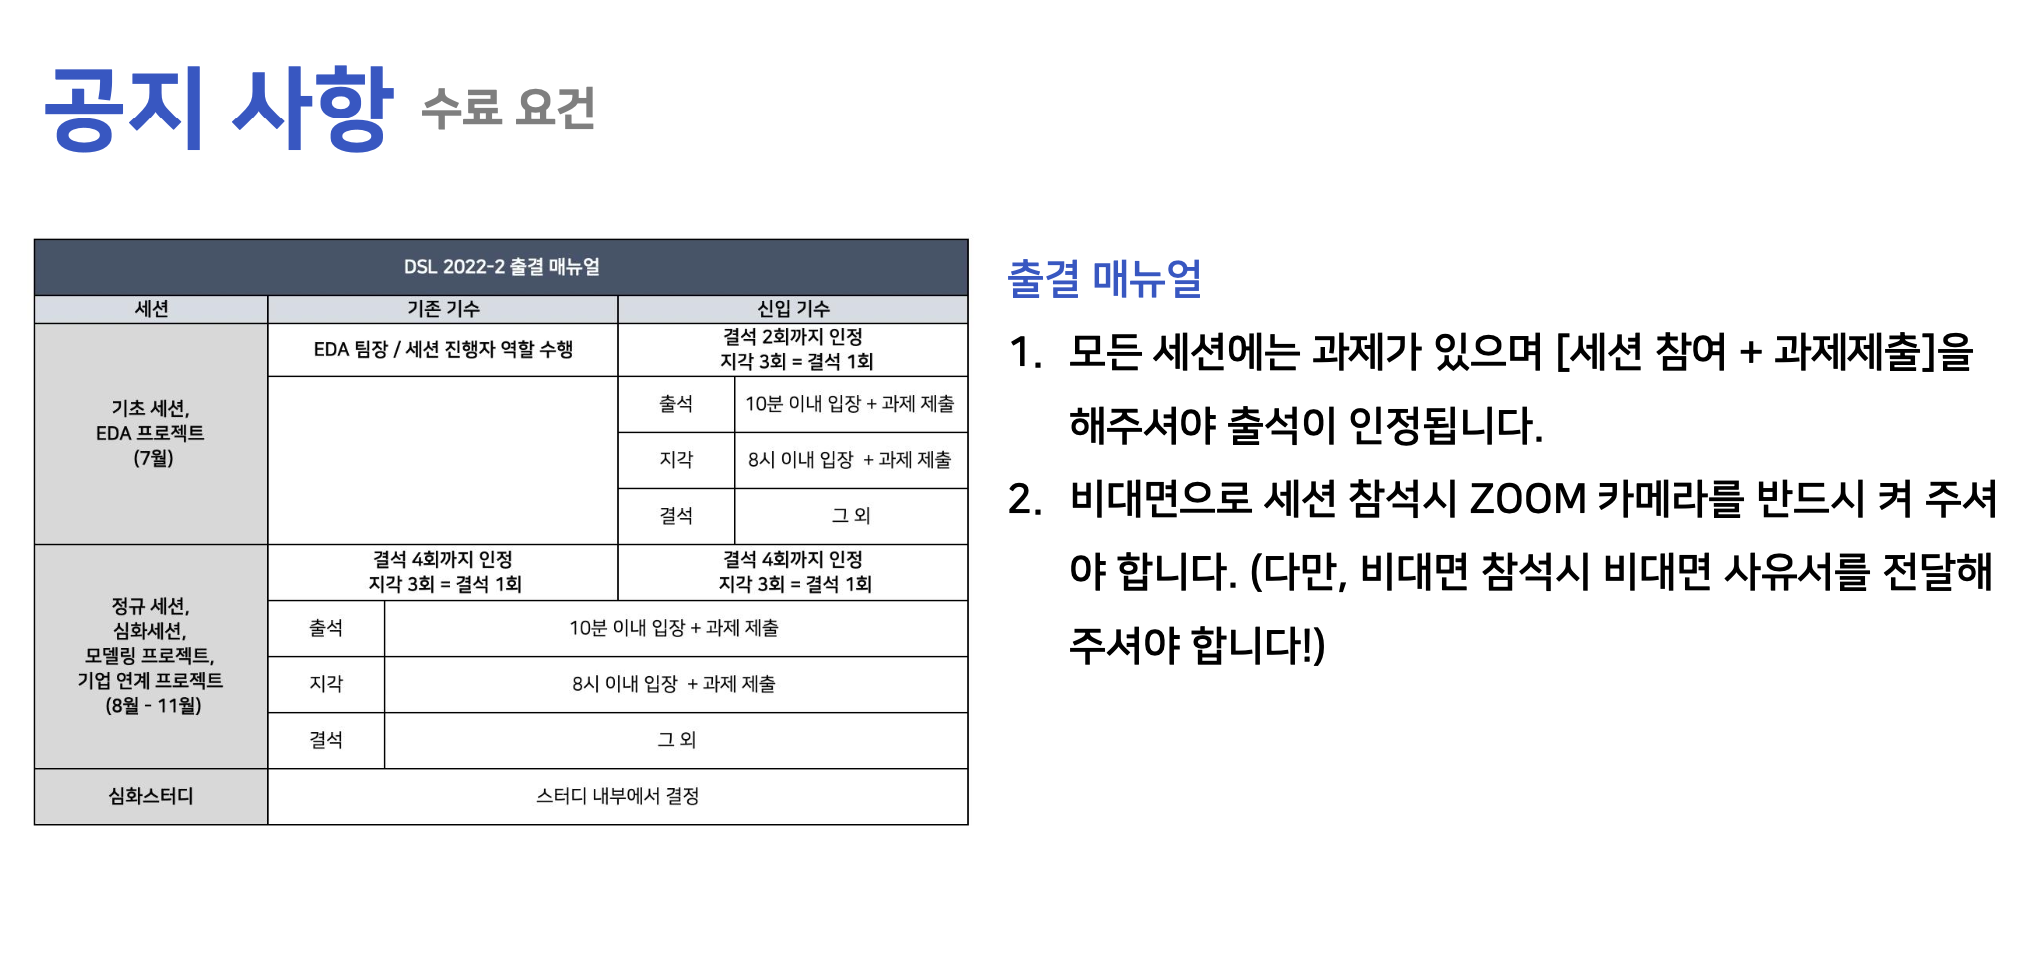 공지 사항 수료 요건
DSL 2022-2 출결 매뉴얼
세션 기존 기수 신입 기수
기초 세션,
EDA 프로젝트
(7월)
EDA 팀장 / 세션 진행자 역할 수행
결석 2회까지 인정
지각 3회 = 결석 1회
출석 10분 이내 입장 + 과제 제출
지각 8시 이내 입장 + 과제 제출
결석 그 외
정규 세션,
심화세션,
모델링 프로젝트,
기업 연계 프로젝트
(8월 - 11월)
결석 4회까지 인정
지각 3회 = 결석 1회
결석 4회까지 인정
지각 3회 = 결석 1회
출석 10분 이내 입장 + 과제 제출
지각 8시 이내 입장 + 과제 제출
결석 그 외
심화스터디 스터디 내부에서 결정
출결 매뉴얼
1. 모든 세션에는 과제가 있으며 [세션 참여 + 과제제출]을
해주셔야 출석이 인정됩니다.
2. 비대면으로 세션 참석시 ZOOM 카메라를 반드시 켜 주셔
야 합니다. (다만, 비대면 참석시 비대면 사유서를 전달해
주셔야 합니다!)